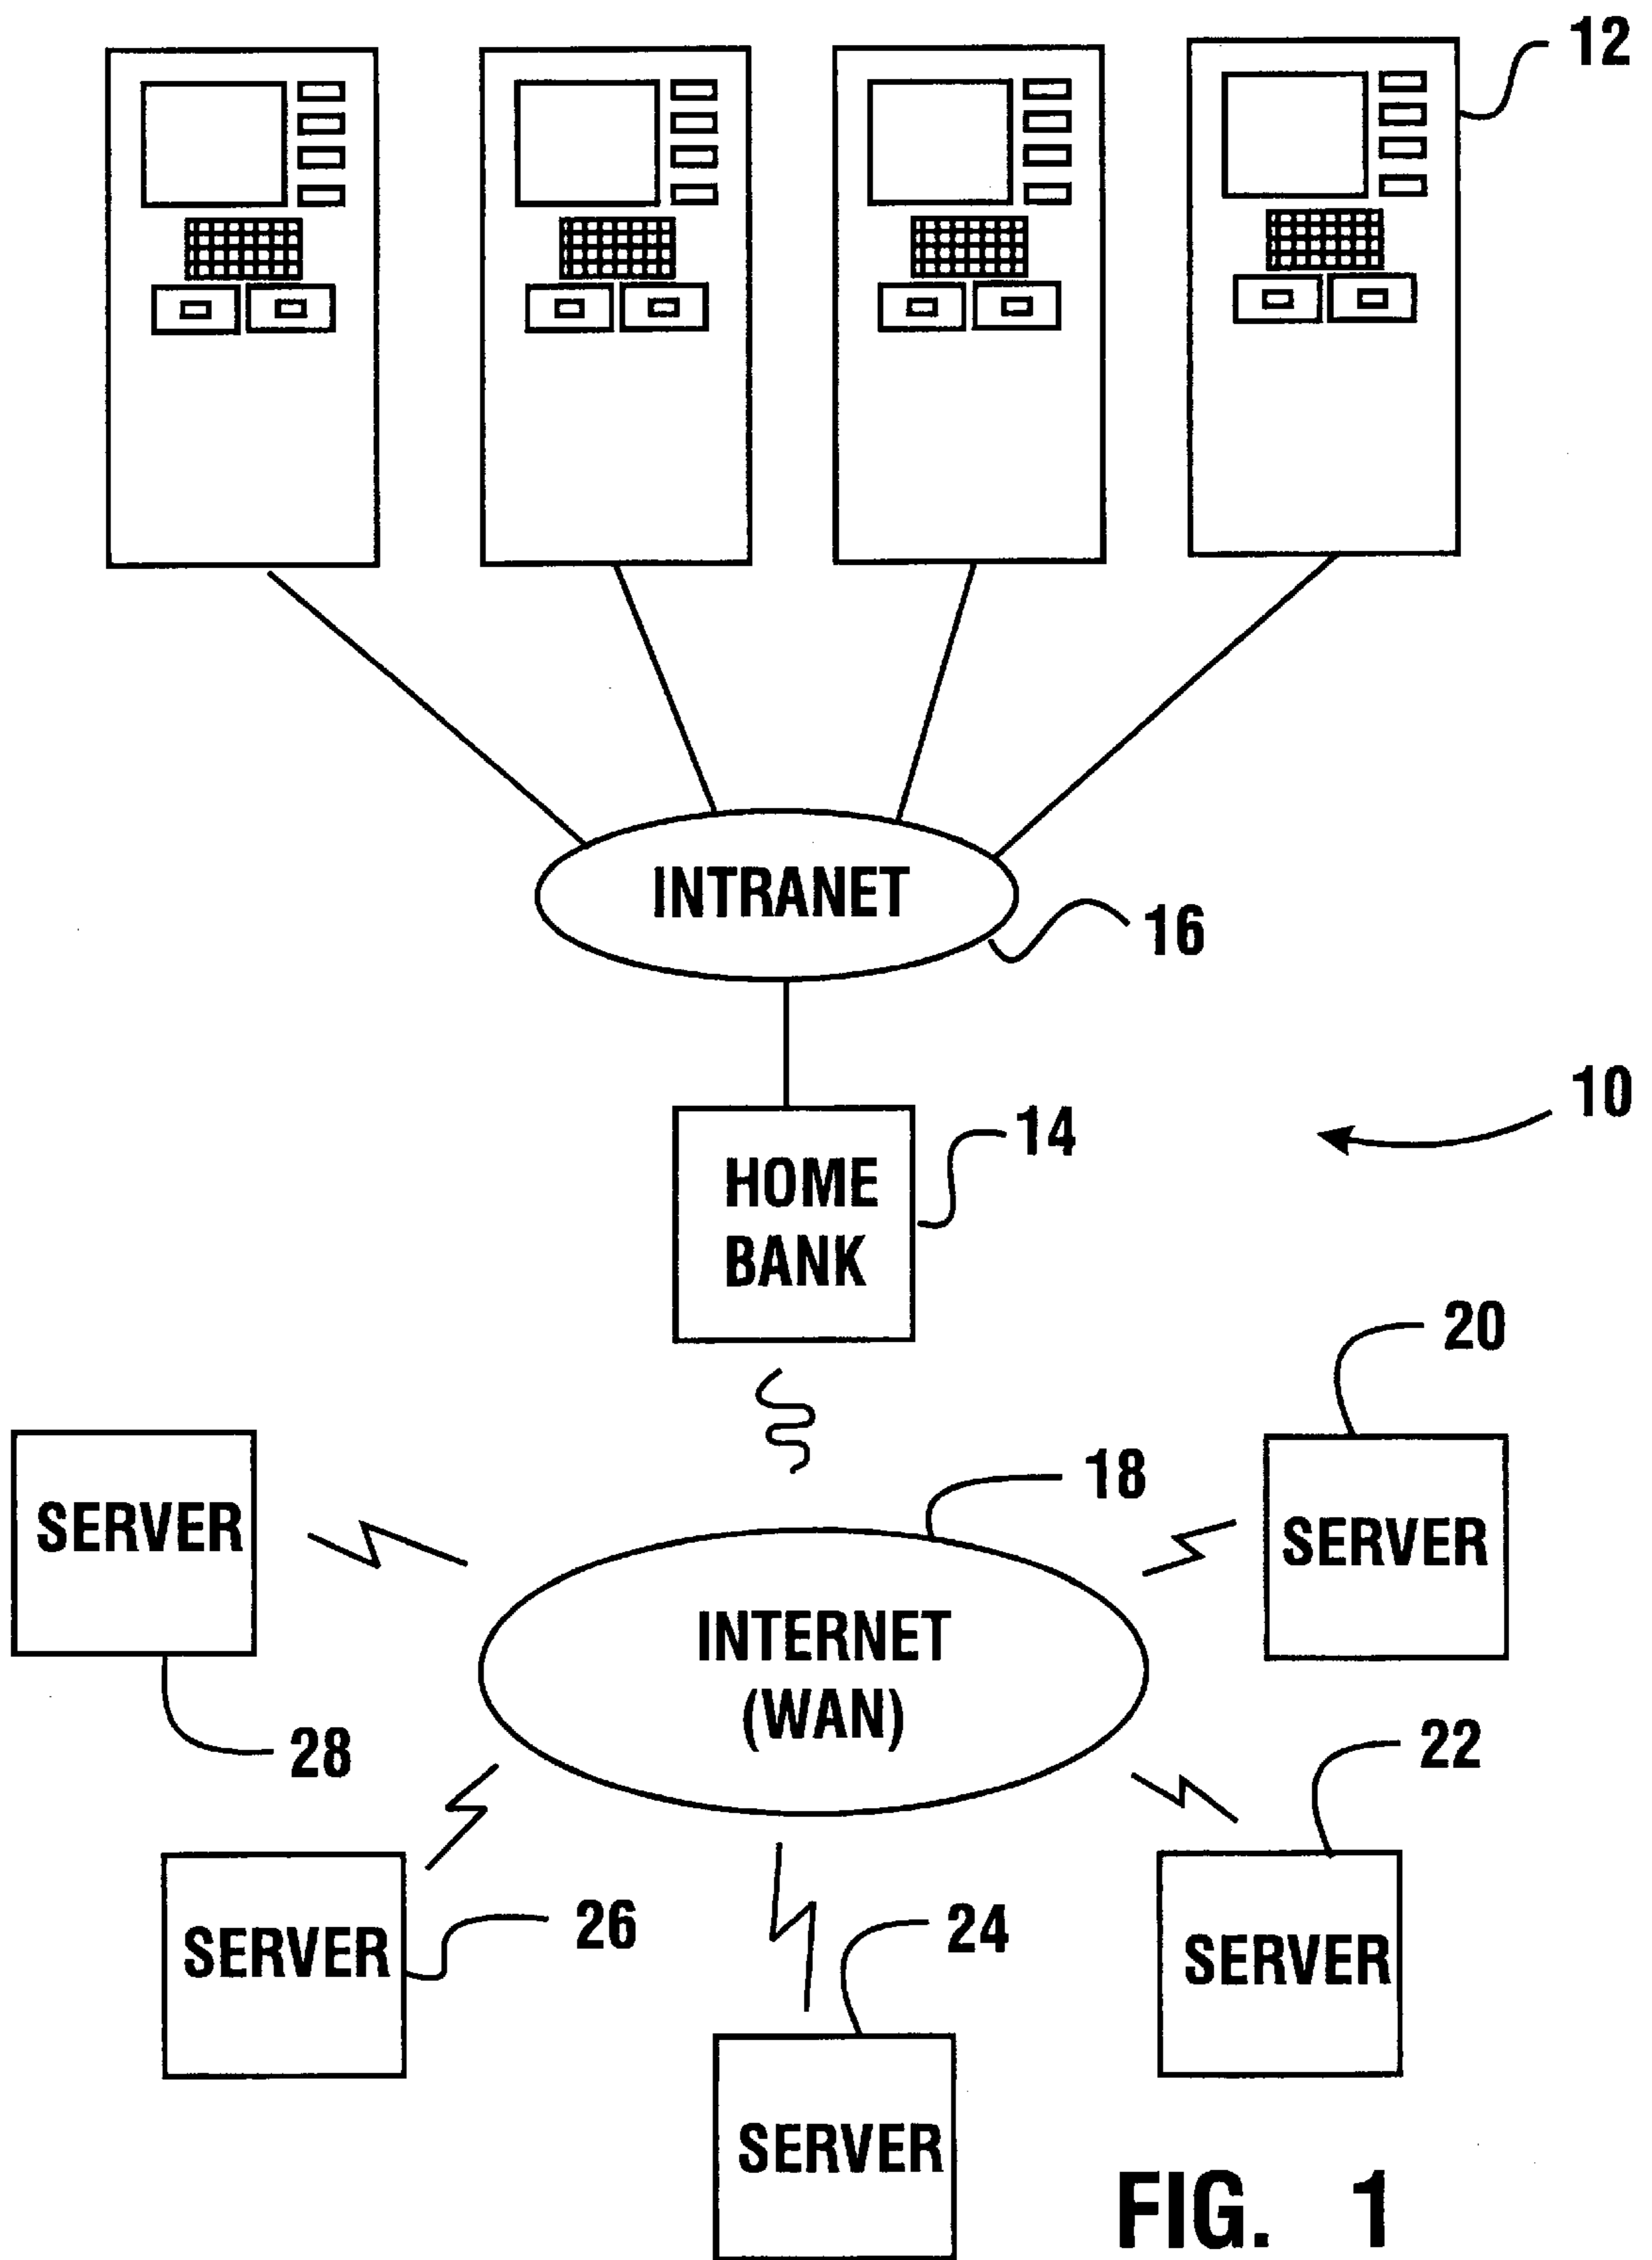 12
INTRANET
16
10
14
HOME
BANK
20
18
SERVER
SERVER
INTERNET
(WAN)
28
22
26
24
SERVER
SERVER
SERVER
FIG. 1